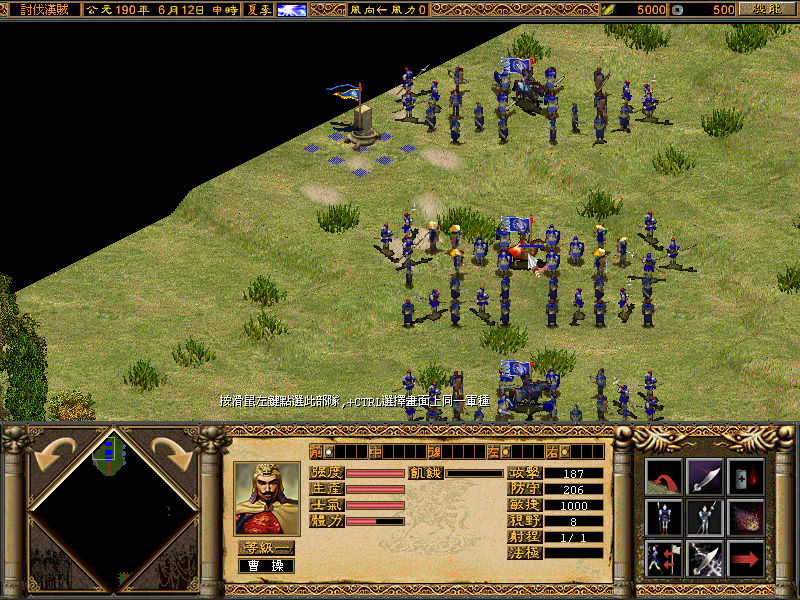 討伐漢賊 公元190年 6月12日 申時 夏季 風向←風力0 5000 500 機能
按滑鼠左鍵點選此部隊,+CTRL選擇畫面上同一軍種
前 中 後 左 右
強度 飢餓 攻擊 187
生產 防守 206
士氣 敏捷 1000
體力 視野 8
等級一 射程 1/ 1
曹操 法極